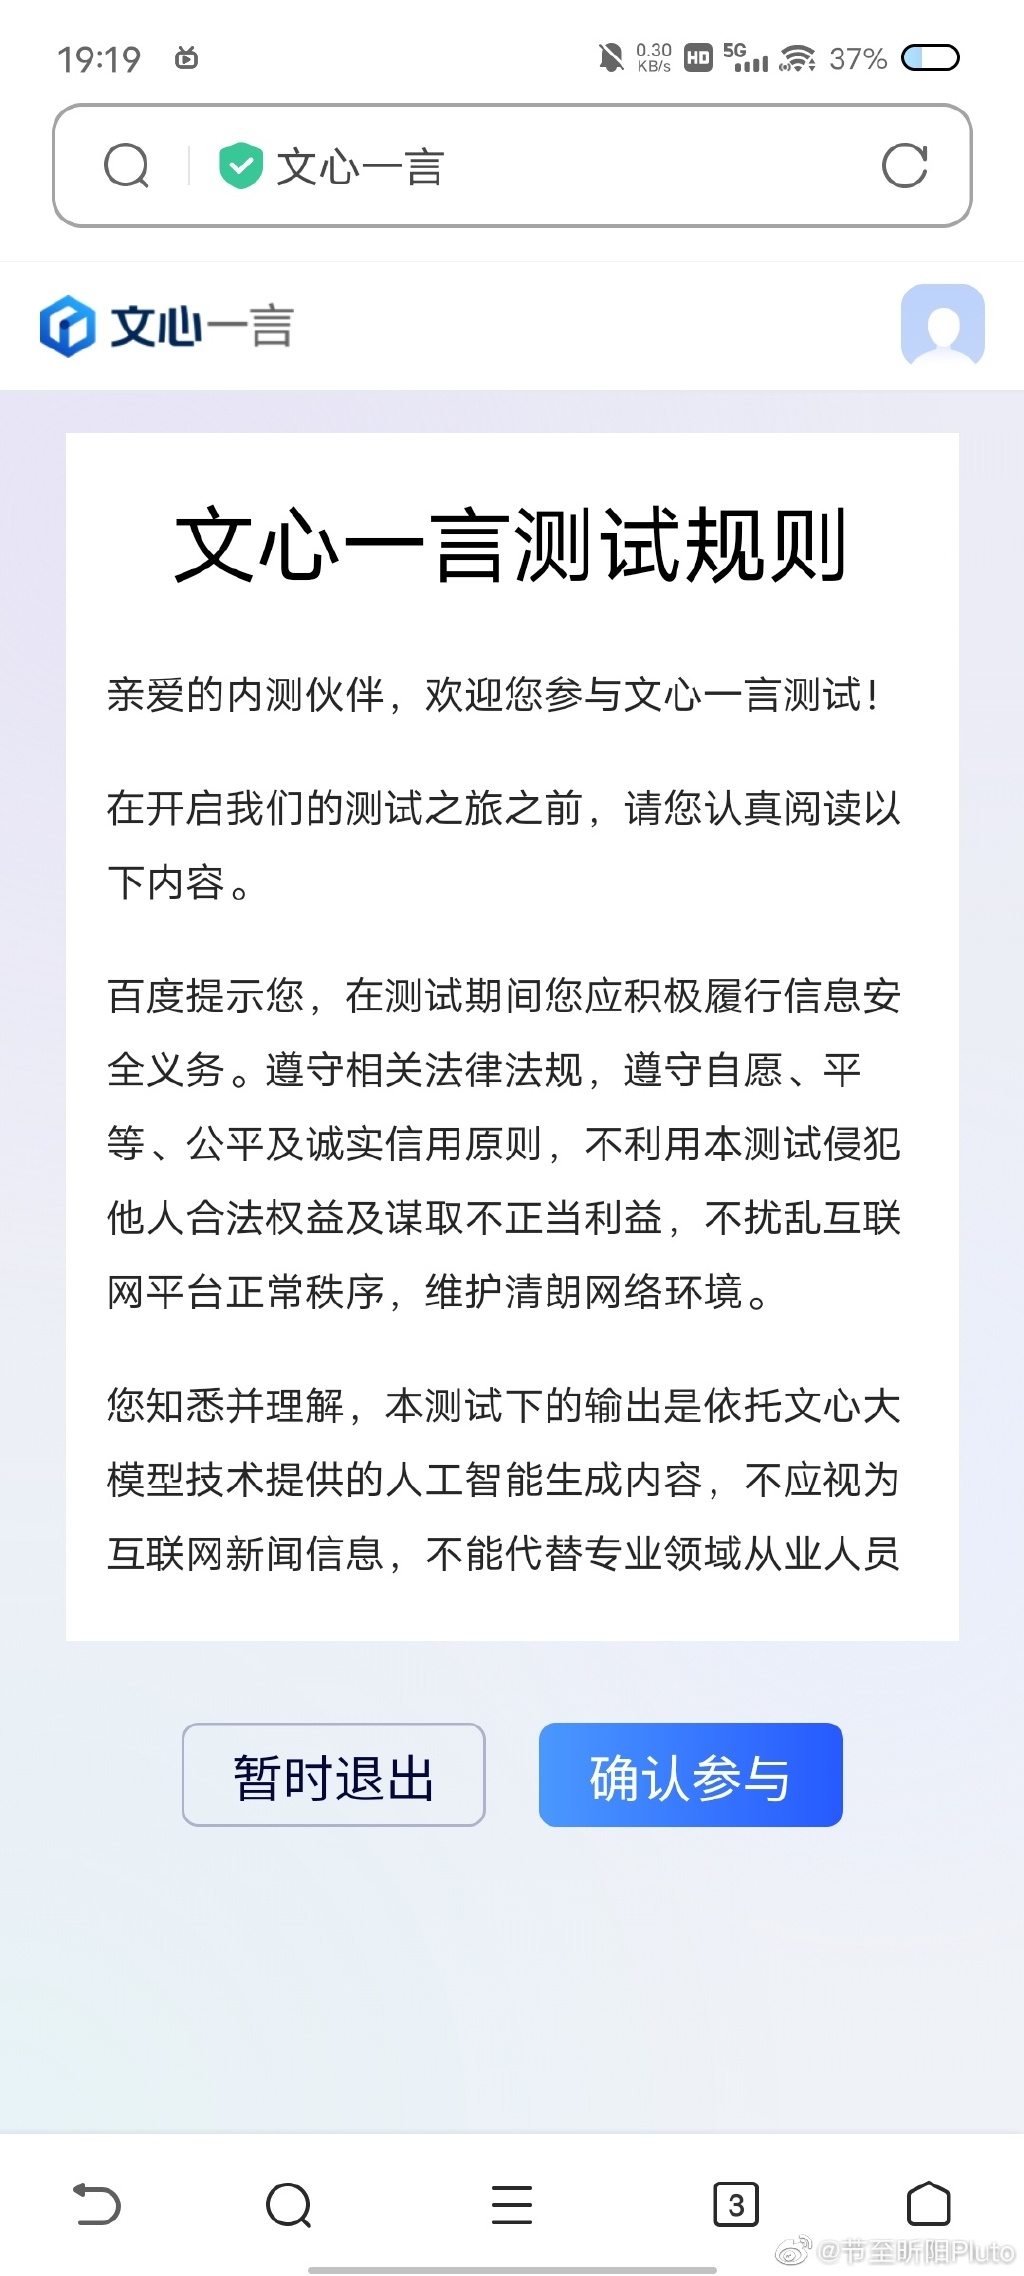 19:19 0.30 KB/s HD 5G 37%
文心一言
文心一言
文心一言测试规则
亲爱的内测伙伴，欢迎您参与文心一言测试！
在开启我们的测试之旅之前，请您认真阅读以
下内容。
百度提示您，在测试期间您应积极履行信息安
全义务。遵守相关法律法规，遵守自愿、平
等、公平及诚实信用原则，不利用本测试侵犯
他人合法权益及谋取不正当利益，不扰乱互联
网平台正常秩序，维护清朗网络环境。
您知悉并理解，本测试下的输出是依托文心大
模型技术提供的人工智能生成内容，不应视为
互联网新闻信息，不能代替专业领域从业人员
暂时退出 确认参与
3
@节至昕阳Pluto